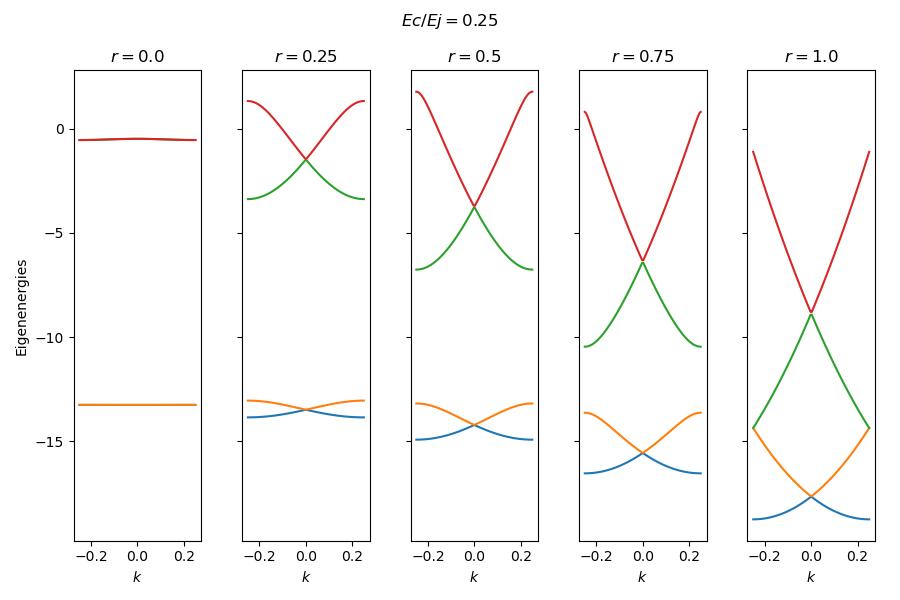 Ec/Ej = 0.25
r = 0.0
r = 0.25
r = 0.5
r = 0.75
r = 1.0
Eigenenergies
0
−5
−10
−15
−0.2 0.0 0.2
−0.2 0.0 0.2
−0.2 0.0 0.2
−0.2 0.0 0.2
−0.2 0.0 0.2
k
k
k
k
k